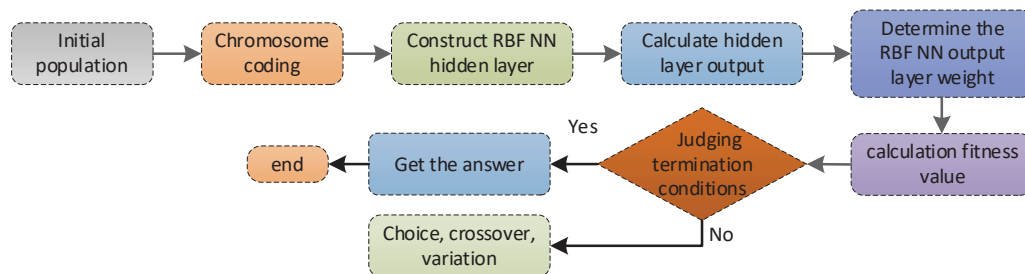 Initial
population
Chromosome
coding
Construct RBF NN
hidden layer
Calculate hidden
layer output
Determine the
RBF NN output
layer weight
calculation fitness
value
Judging
termination
conditions
Yes
Get the answer
end
No
Choice, crossover,
variation